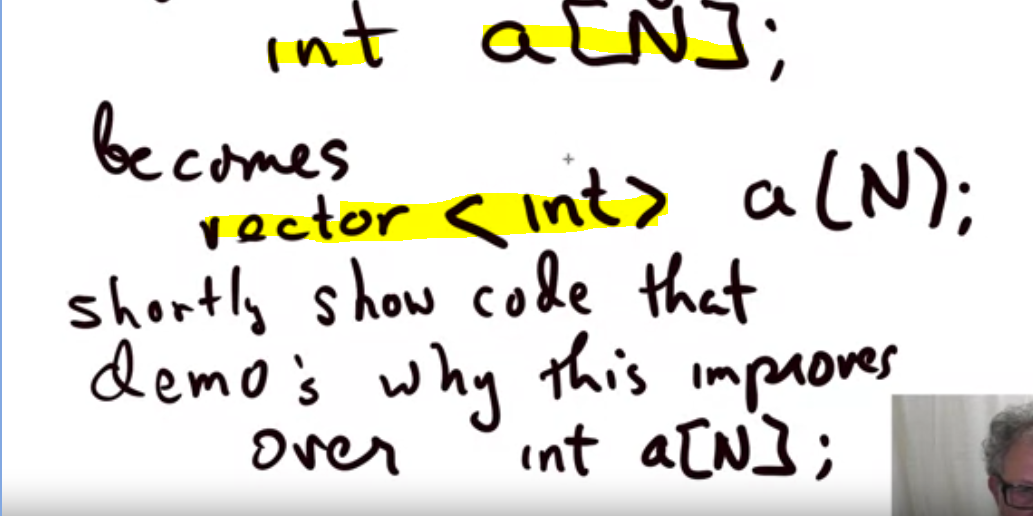 int a[N];
becomes
vector <int> a(N);
shortly show code that
demo's why this improves
over int a[N];